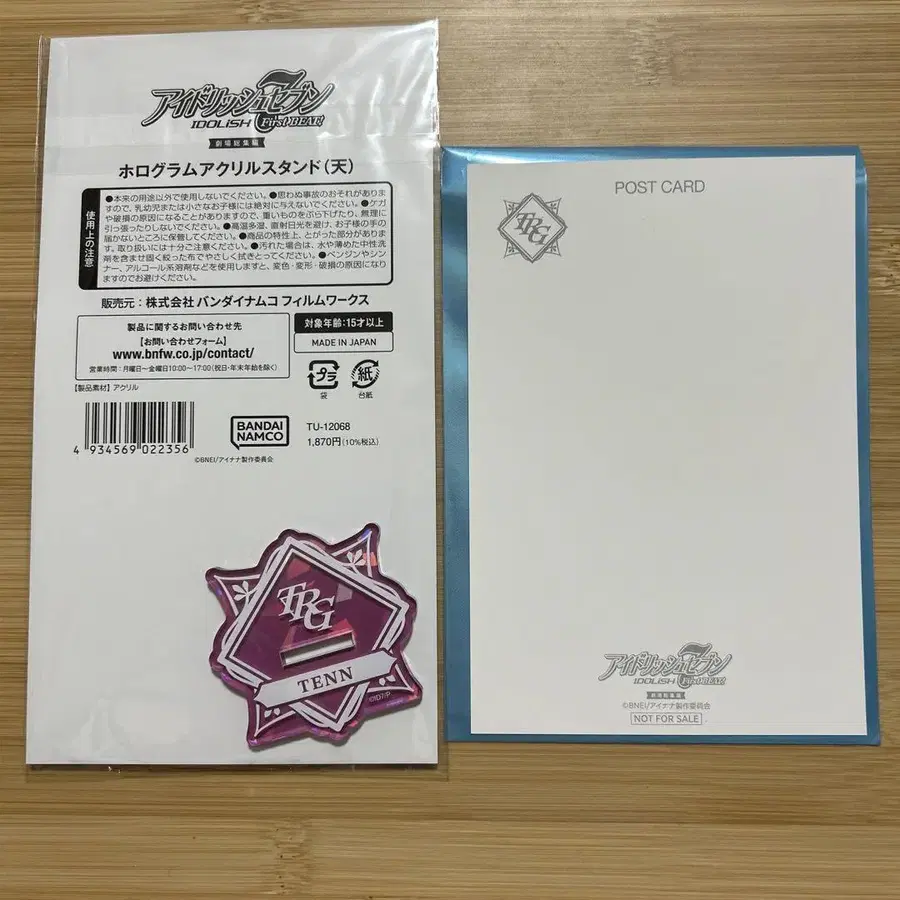 アイドリッシュセブン
IDOLiSH7 First BEAT!
劇場総集編
ホログラムアクリルスタンド(天)
使用上の注意
●本来の用途以外で使用しないでください。●思わぬ事故のおそれがありま
すので、乳幼児または小さなお子様には絶対に与えないでください。●ケガ
や破損の原因になることがありますので、重いものをぶら下げたり、無理に
引っ張ったりしないでください。●高温多湿、直射日光を避け、お子様の手の
届かないところに保管してください。●商品の特性上、とがった部分がありま
す。取り扱いには十分ご注意ください。●汚れた場合は、水や薄めた中性洗
剤を含ませ固く絞った布でやさしく拭きとってください。●ベンジンやシン
ナー、アルコール系溶剤などを使用しますと、変色・変形・破損の原因になり
ますのでお避けください。
販売元:株式会社バンダイナムコフィルムワークス
製品に関するお問い合わせ先
【お問い合わせフォーム】
www.bnfw.co.jp/contact/
営業時間:月曜日〜金曜日10:00〜17:00(祝日・年末年始を除く)
対象年齢:15才以上
MADE IN JAPAN
プラ
袋
紙
台紙
【製品素材】アクリル
4 934569 022356
BANDAI
NAMCO
TU-12068
1,870円(10%税込)
©BNEI/アイナナ製作委員会
TRG
TENN
POST CARD
TRG
アイドリッシュセブン
IDOLiSH7 First BEAT!
劇場総集編
©BNEI/アイナナ製作委員会
NOT FOR SALE